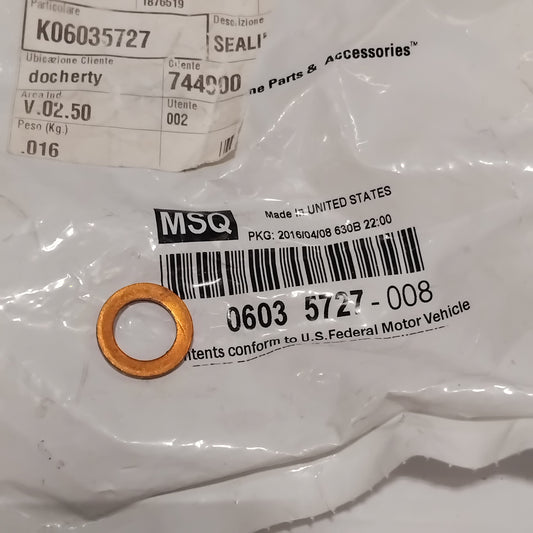 Particolare
1876519
K06035727
Descrizione
SEALI
Ubicazione Cliente
docherty
Cliente
744900
Area Ind
V.02.50
Utente
002
Peso (Kg.)
.016
ne Parts & Accessories™
MSQ
Made In UNITED STATES
PKG: 2016/04/08 630B 22:00
0603 5727-008
ntents conform to U.S.Federal Motor Vehicle